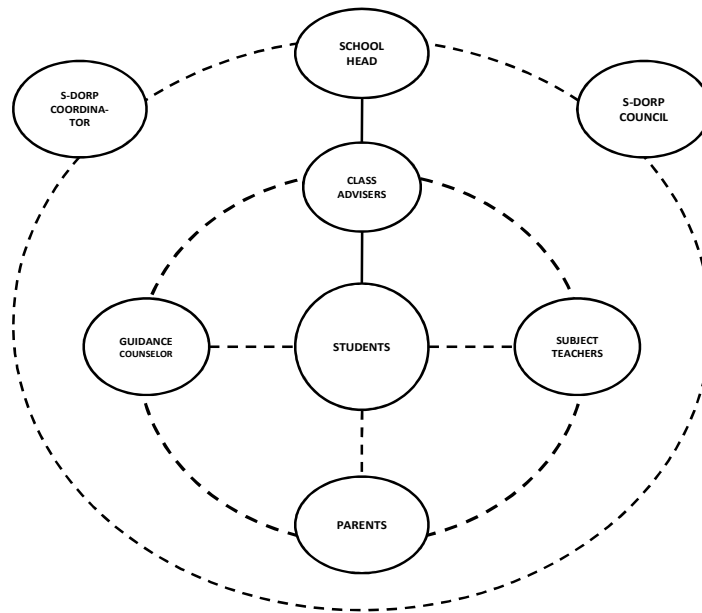 SCHOOL
HEAD
S-DORP
COORDINA-
TOR
S-DORP
COUNCIL
CLASS
ADVISERS
GUIDANCE
COUNSELOR
STUDENTS
SUBJECT
TEACHERS
PARENTS